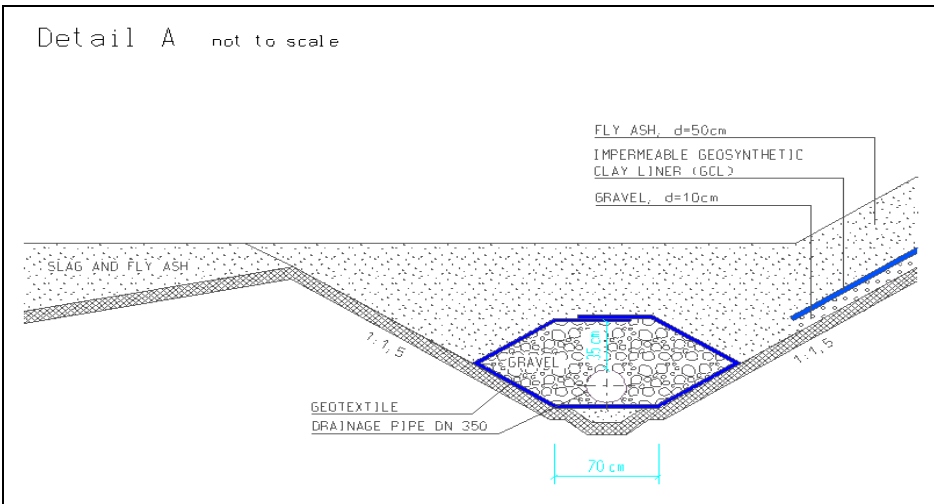 Detail A not to scale
FLY ASH, d=50cm
IMPERMEABLE GEOSYNTHETIC
CLAY LINER (GCL)
GRAVEL, d=10cm
SLAG AND FLY ASH
1:1,5
35 cm
1:1,5
GRAVEL
GEOTEXTILE
DRAINAGE PIPE DN 350
70 cm